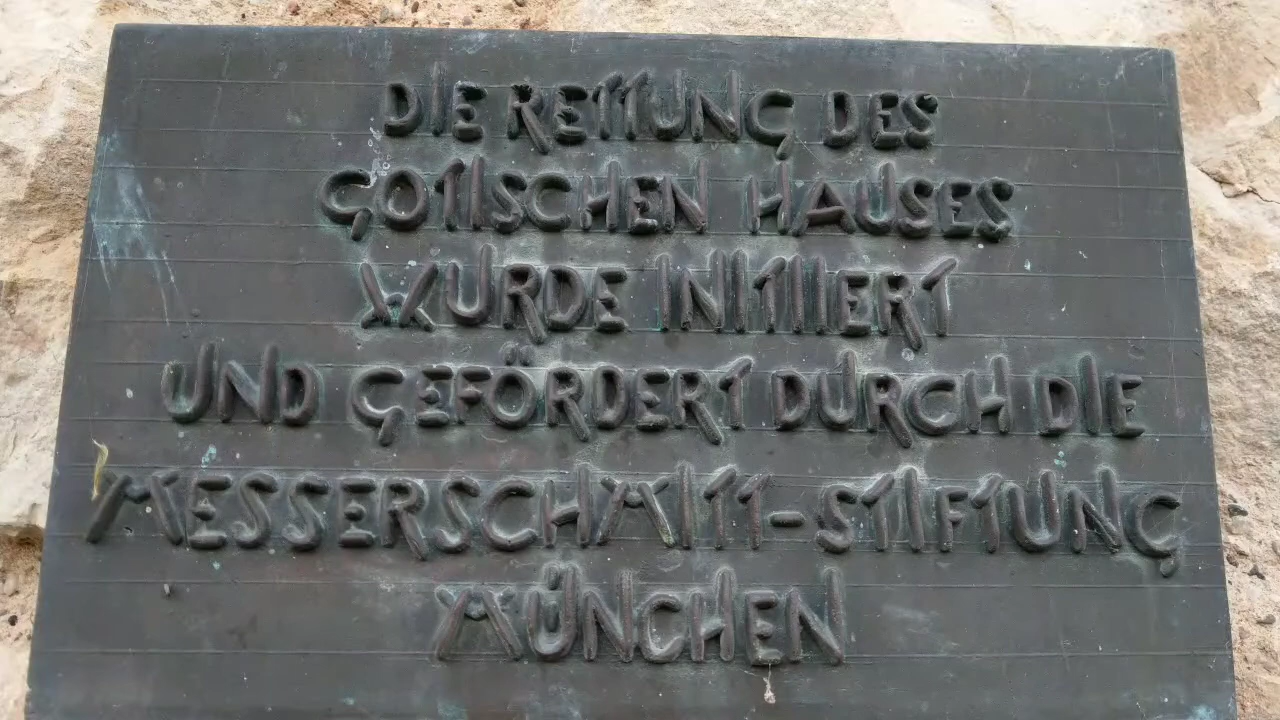 DIE RETTUNG DES
GOTISCHEN HAUSES
WURDE INITIIERT
UND GEFÖRDERT DURCH DIE
MESSERSCHMITT-STIFTUNG
MÜNCHEN